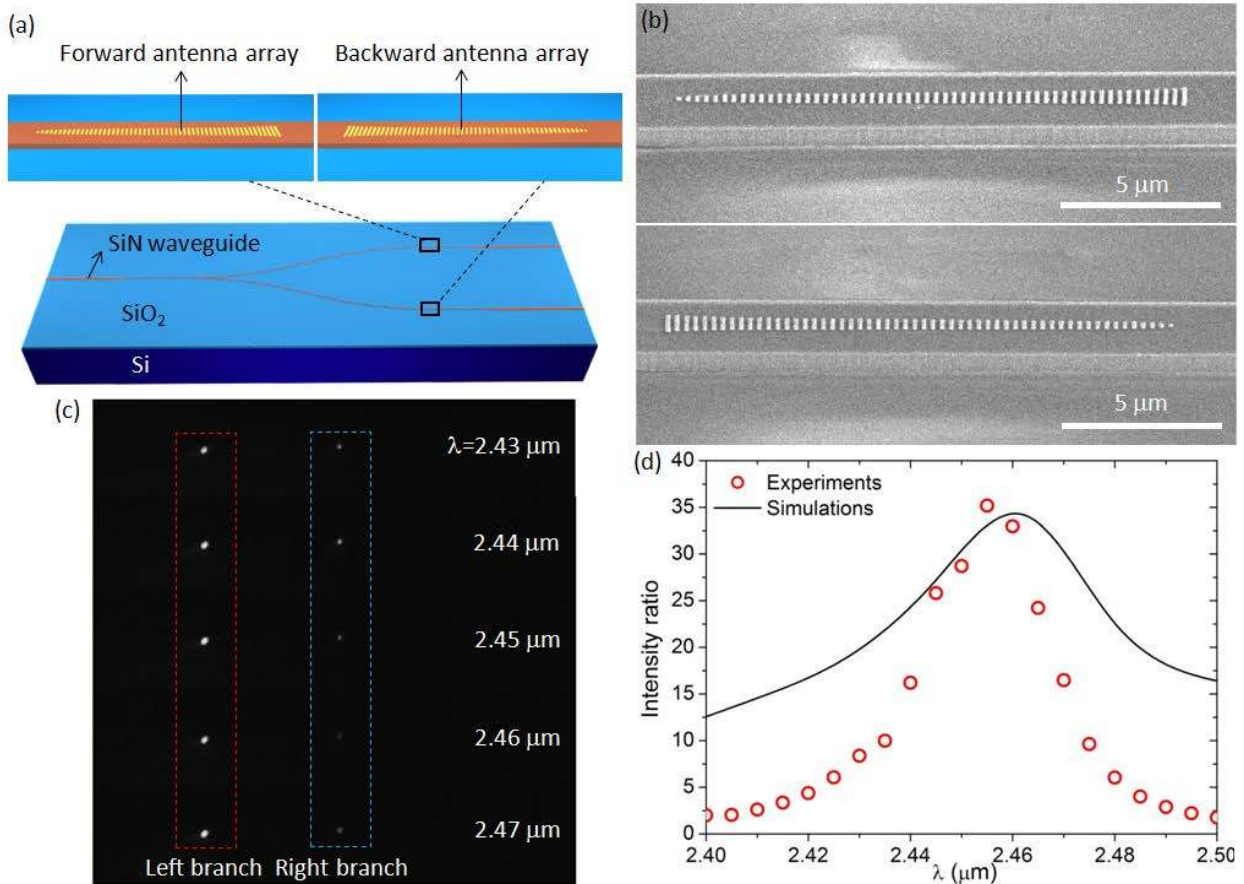 (a)
Forward antenna array
Backward antenna array
SiN waveguide
SiO₂
Si
(b)
5 μm
5 μm
(c)
λ=2.43 μm
2.44 μm
2.45 μm
2.46 μm
2.47 μm
Left branch
Right branch
(d)
40
35
30
25
20
15
10
5
0
Intensity ratio
Experiments
Simulations
2.40
2.42
2.44
2.46
2.48
2.50
λ (μm)